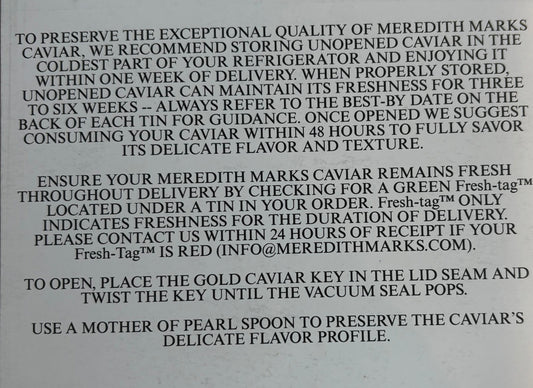 TO PRESERVE THE EXCEPTIONAL QUALITY OF MEREDITH MARKS
CAVIAR, WE RECOMMEND STORING UNOPENED CAVIAR IN THE
COLDEST PART OF YOUR REFRIGERATOR AND ENJOYING IT
WITHIN ONE WEEK OF DELIVERY. WHEN PROPERLY STORED,
UNOPENED CAVIAR CAN MAINTAIN ITS FRESHNESS FOR THREE
TO SIX WEEKS -- ALWAYS REFER TO THE BEST-BY DATE ON THE
BACK OF EACH TIN FOR GUIDANCE. ONCE OPENED WE SUGGEST
CONSUMING YOUR CAVIAR WITHIN 48 HOURS TO FULLY SAVOR
ITS DELICATE FLAVOR AND TEXTURE.
ENSURE YOUR MEREDITH MARKS CAVIAR REMAINS FRESH
THROUGHOUT DELIVERY BY CHECKING FOR A GREEN Fresh-tag™
LOCATED UNDER A TIN IN YOUR ORDER. Fresh-tag™ ONLY
INDICATES FRESHNESS FOR THE DURATION OF DELIVERY.
PLEASE CONTACT US WITHIN 24 HOURS OF RECEIPT IF YOUR
Fresh-Tag™ IS RED (INFO@MEREDITHMARKS.COM).
TO OPEN, PLACE THE GOLD CAVIAR KEY IN THE LID SEAM AND
TWIST THE KEY UNTIL THE VACUUM SEAL POPS.
USE A MOTHER OF PEARL SPOON TO PRESERVE THE CAVIAR'S
DELICATE FLAVOR PROFILE.